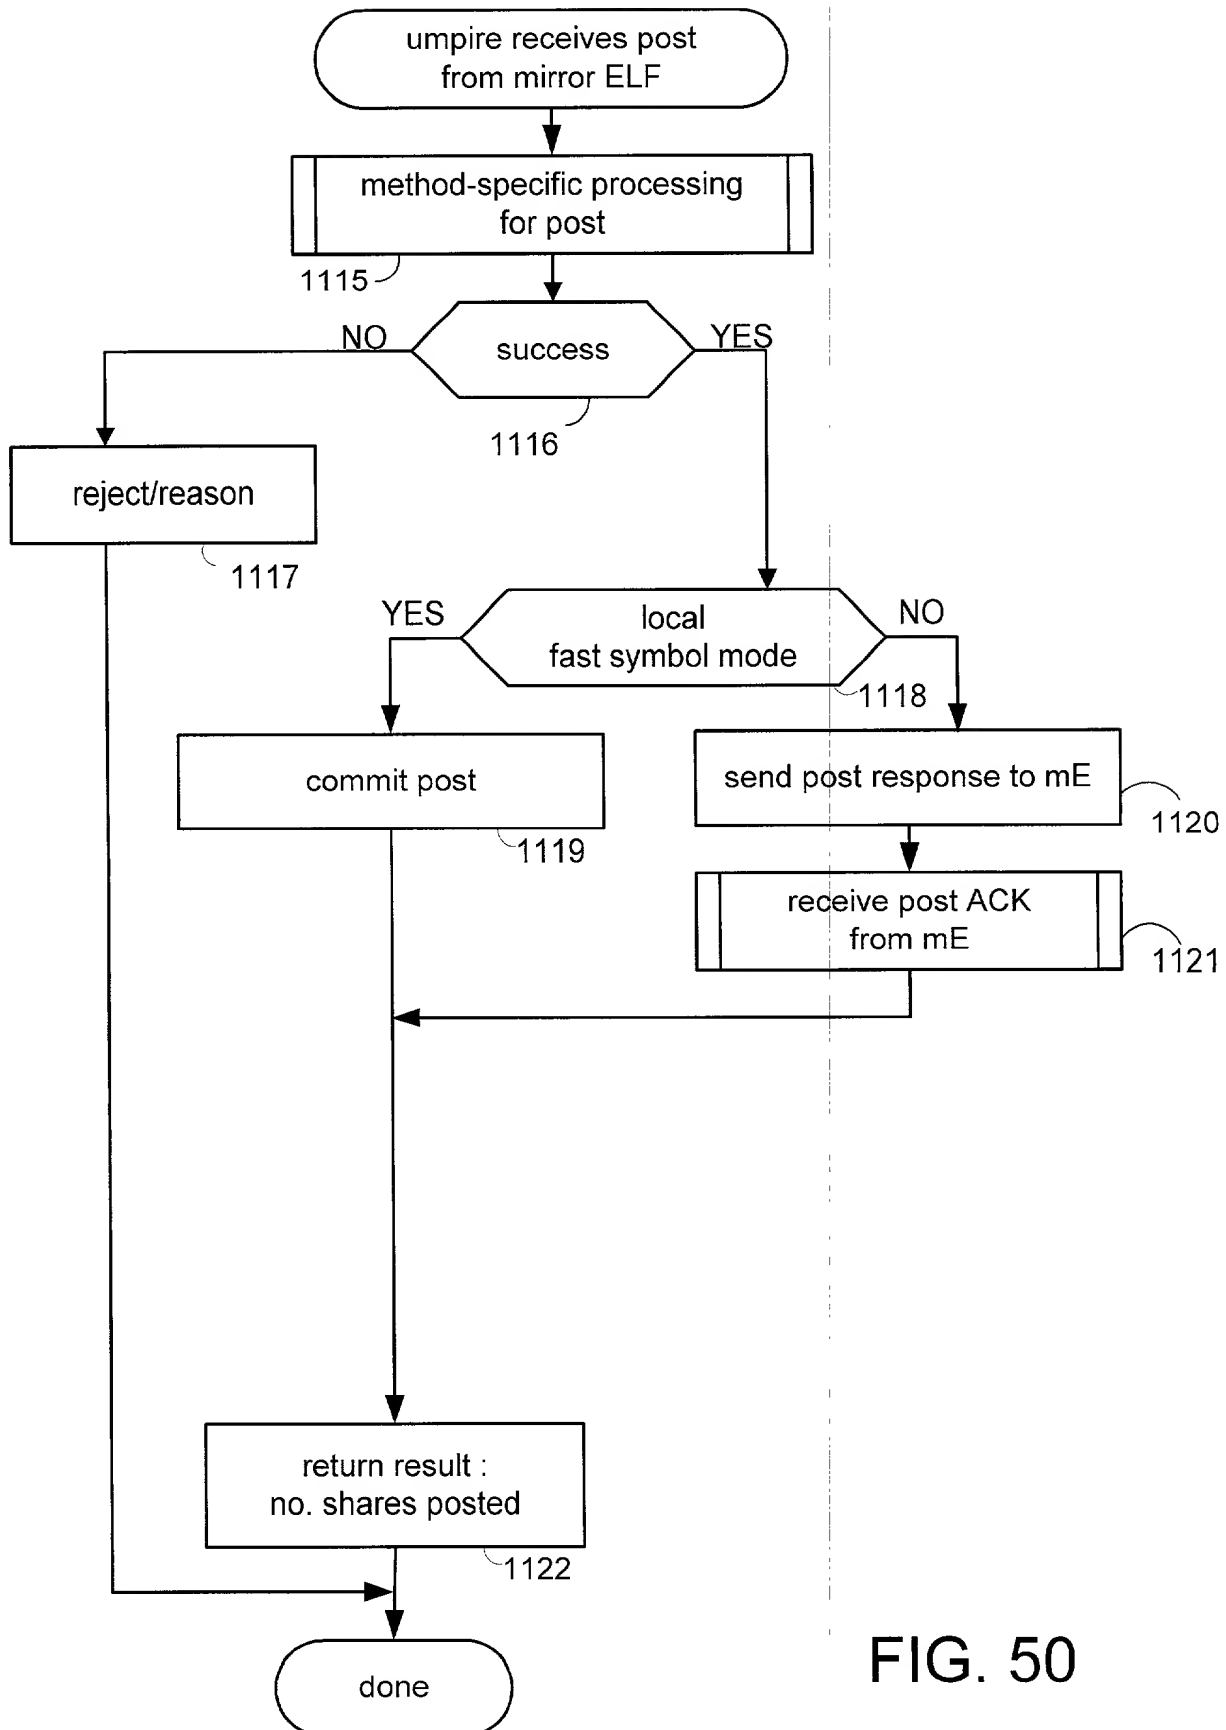 umpire receives post
from mirror ELF
method-specific processing
for post
1115
NO
YES
success
1116
reject/reason
1117
YES
NO
local
fast symbol mode
1118
commit post
1119
send post response to mE
1120
receive post ACK
from mE
1121
return result :
no. shares posted
1122
done
FIG. 50